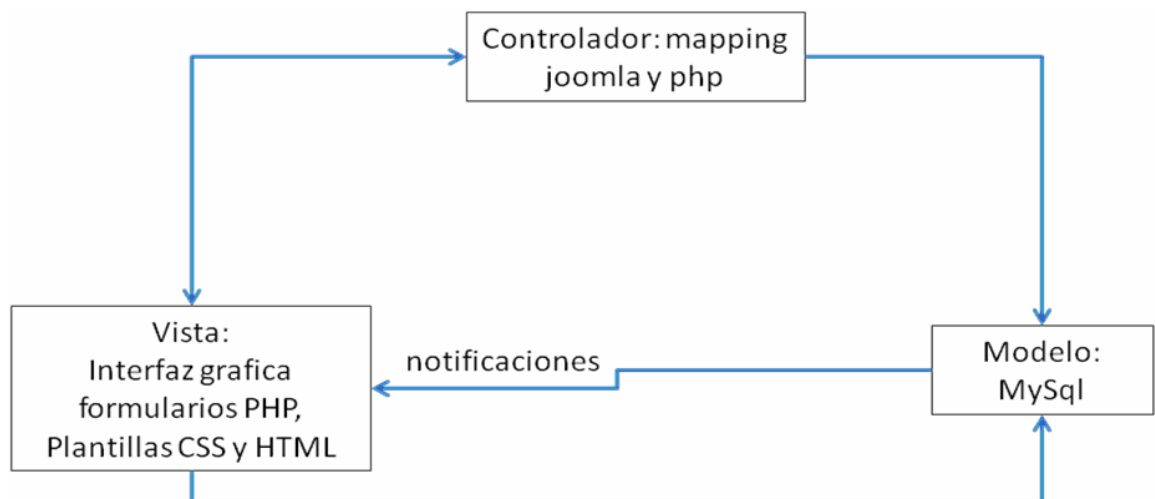 Controlador: mapping
joomla y php
Vista:
Interfaz grafica
formularios PHP,
Plantillas CSS y HTML
notificaciones
Modelo:
MySql